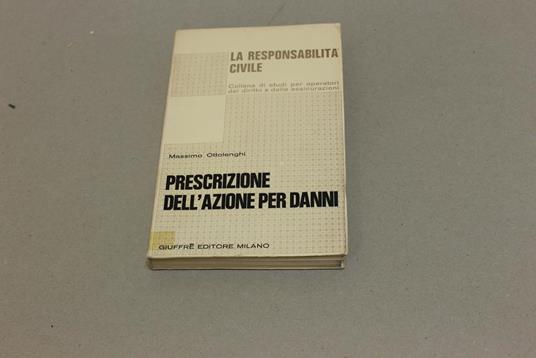 LA RESPONSABILITÀ
CIVILE
Collana di studi per operatori
del diritto e delle assicurazioni
Massimo Ottolenghi
PRESCRIZIONE
DELL'AZIONE PER DANNI
GIUFFRÈ EDITORE MILANO